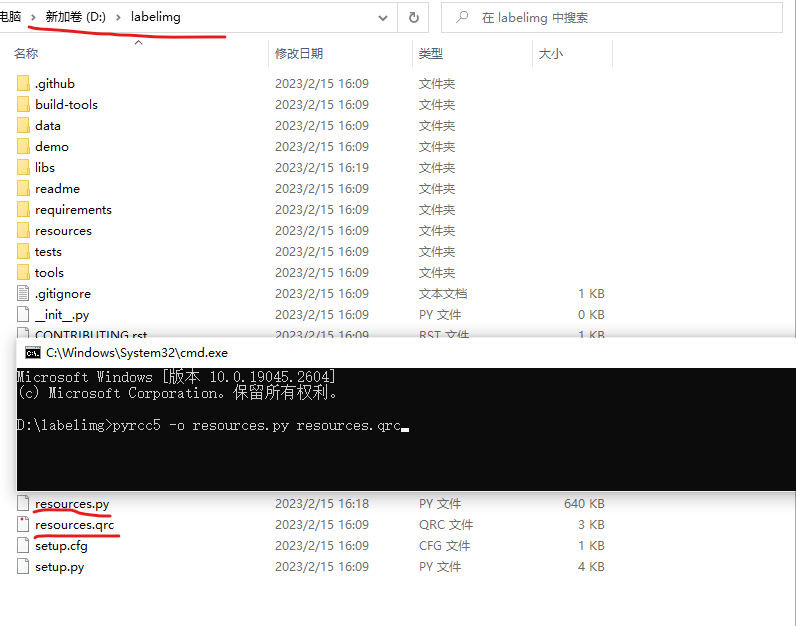 电脑 › 新加卷 (D:) › labelimg
在 labelimg 中搜索
名称 修改日期 类型 大小
.github 2023/2/15 16:09 文件夹
build-tools 2023/2/15 16:09 文件夹
data 2023/2/15 16:09 文件夹
demo 2023/2/15 16:09 文件夹
libs 2023/2/15 16:19 文件夹
readme 2023/2/15 16:09 文件夹
requirements 2023/2/15 16:09 文件夹
resources 2023/2/15 16:09 文件夹
tests 2023/2/15 16:09 文件夹
tools 2023/2/15 16:09 文件夹
.gitignore 2023/2/15 16:09 文本文档 1 KB
__init__.py 2023/2/15 16:09 PY 文件 0 KB
CONTRIBUTING.rst 2023/2/15 16:09 RST 文件 1 KB
C:\Windows\System32\cmd.exe
Microsoft Windows [版本 10.0.19045.2604]
(c) Microsoft Corporation。保留所有权利。
D:\labelimg>pyrcc5 -o resources.py resources.qrc
resources.py 2023/2/15 16:18 PY 文件 640 KB
resources.qrc 2023/2/15 16:09 QRC 文件 3 KB
setup.cfg 2023/2/15 16:09 CFG 文件 1 KB
setup.py 2023/2/15 16:09 PY 文件 4 KB